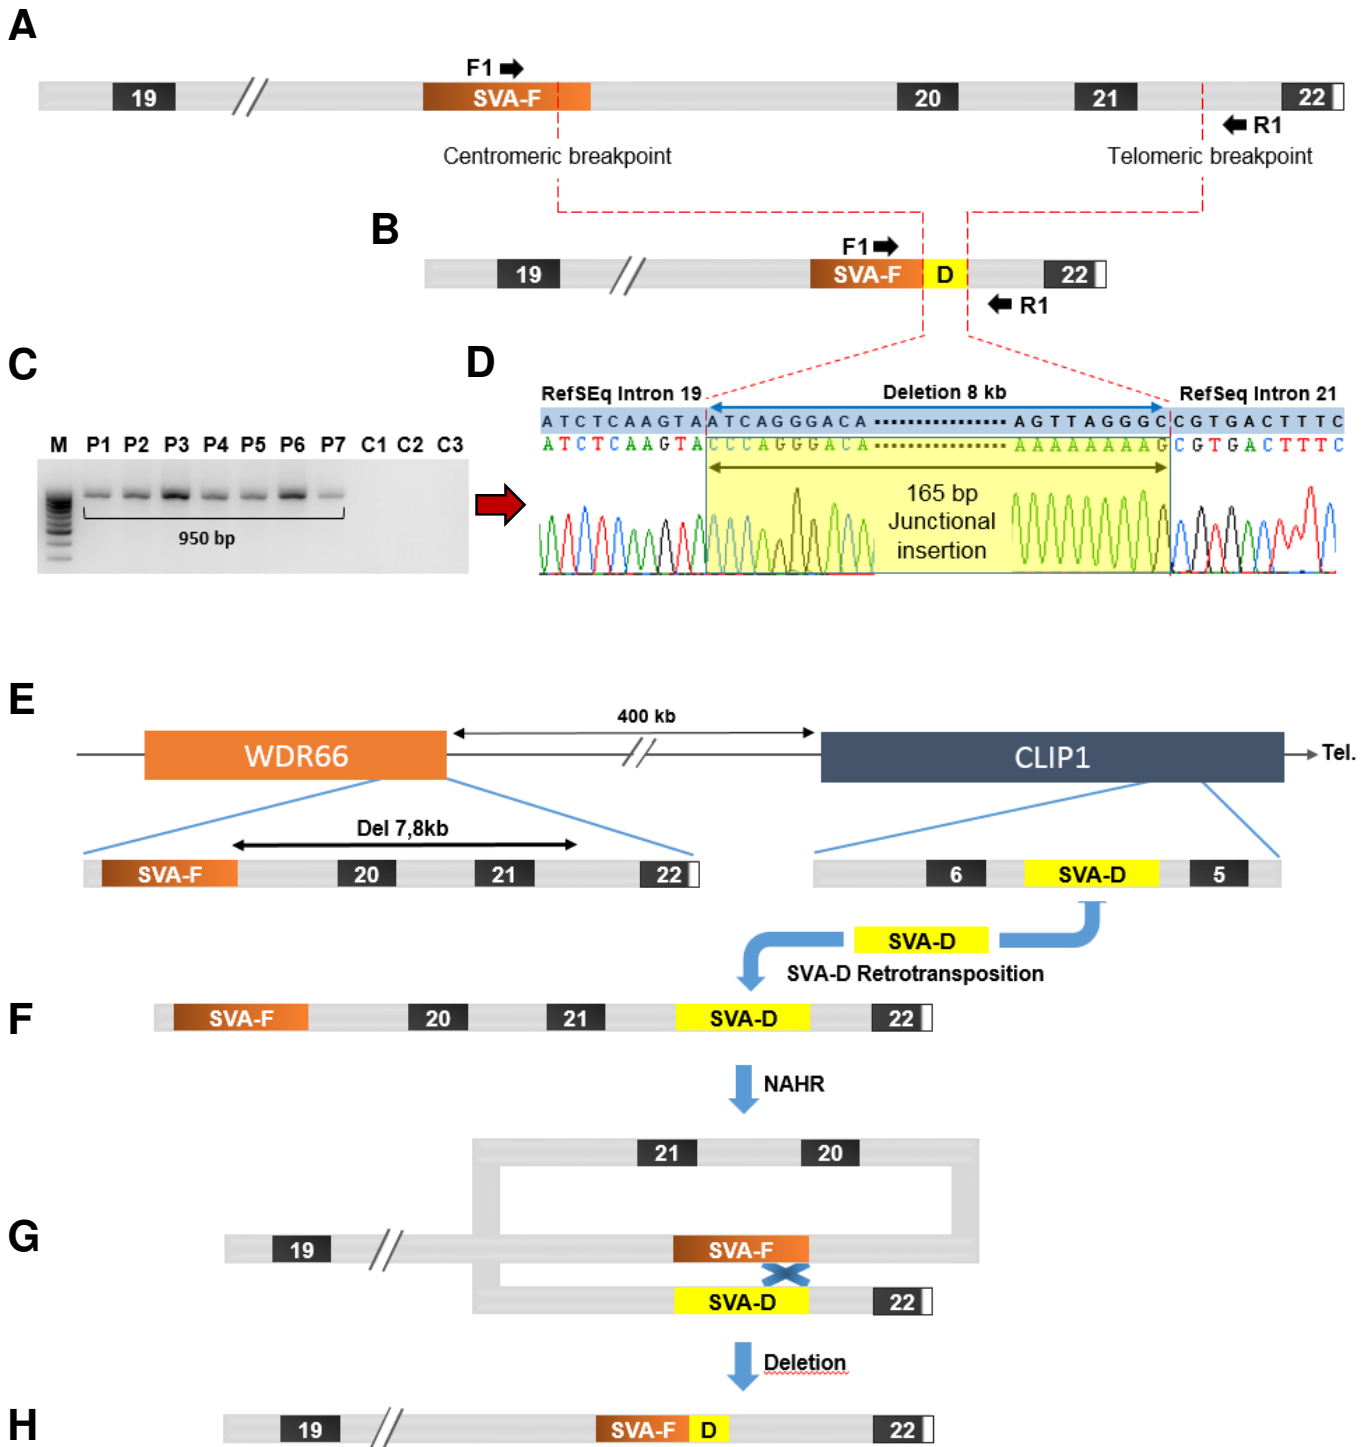 A
F1
19 SVA-F 20 21 22
R1
Centromeric breakpoint Telomeric breakpoint
B
F1
19 SVA-F D 22
R1
C
D
RefSEq Intron 19 Deletion 8 kb RefSeq Intron 21
ATCTCAAGTAATCAGGGACA AGTTAGGGCCGTGACTTTC
ATCTCAAGTACCCAGGGACA AAAAAAAAGCGTGACTTTC
M P1 P2 P3 P4 P5 P6 P7 C1 C2 C3
950 bp
165 bp
Junctional
insertion
E
400 kb
WDR66 CLIP1 Tel.
Del 7,8kb
SVA-F 20 21 22 6 SVA-D 5
SVA-D
SVA-D Retrotransposition
F
SVA-F 20 21 SVA-D 22
NAHR
21 20
G
19 SVA-F
SVA-D 22
Deletion
H
19 SVA-F D 22